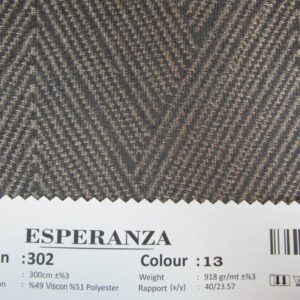 ESPERANZA
n :302 Colour :13
: 300cm ±%3 Weight : 918 gr/mt ±%3
on : %49 Viscon %51 Polyester Rapport (x/y) : 40/23.57